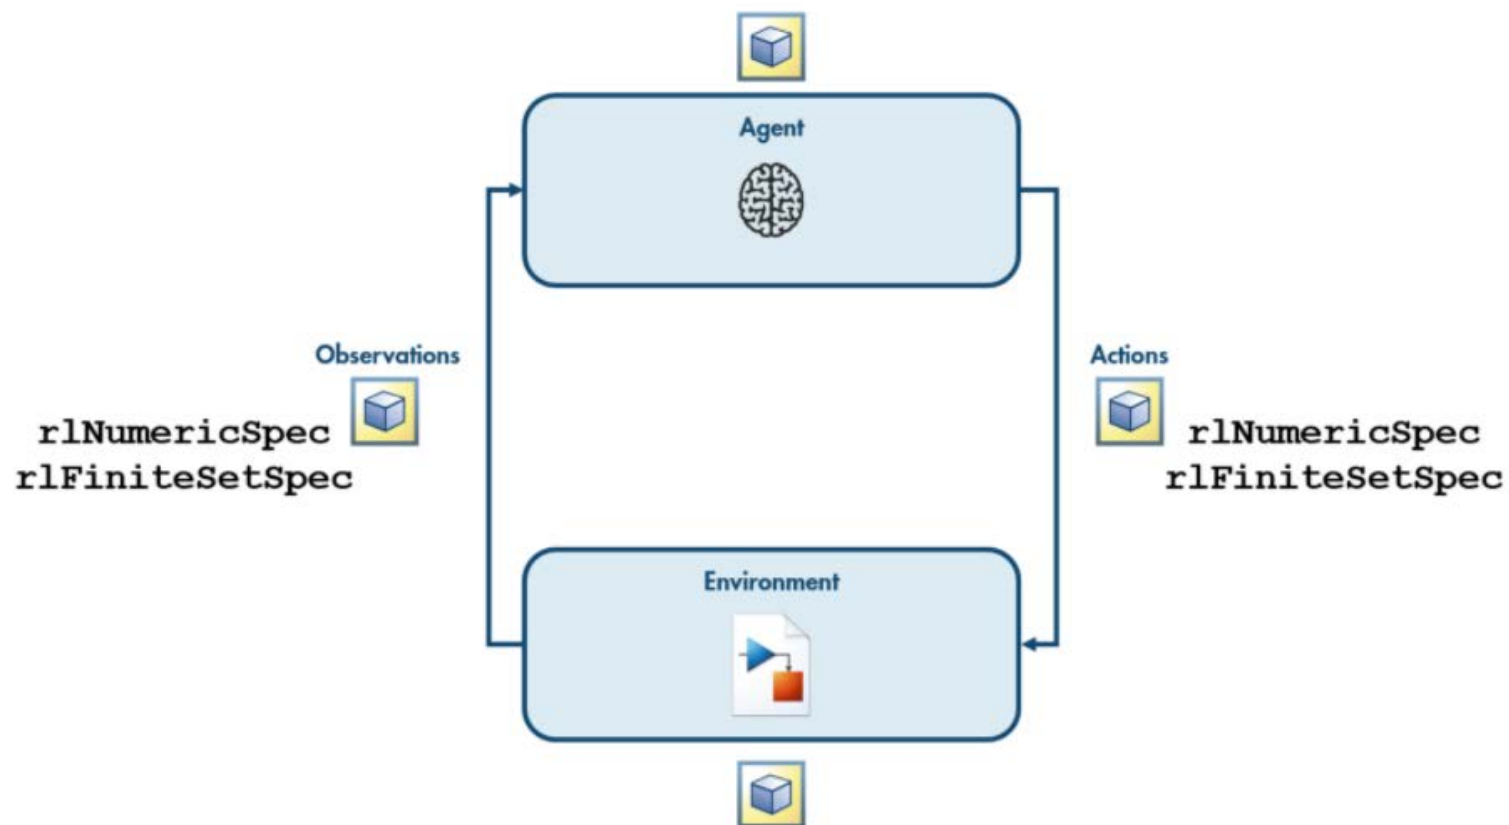 Agent
Observations
rlNumericSpec
rlFiniteSetSpec
Actions
rlNumericSpec
rlFiniteSetSpec
Environment